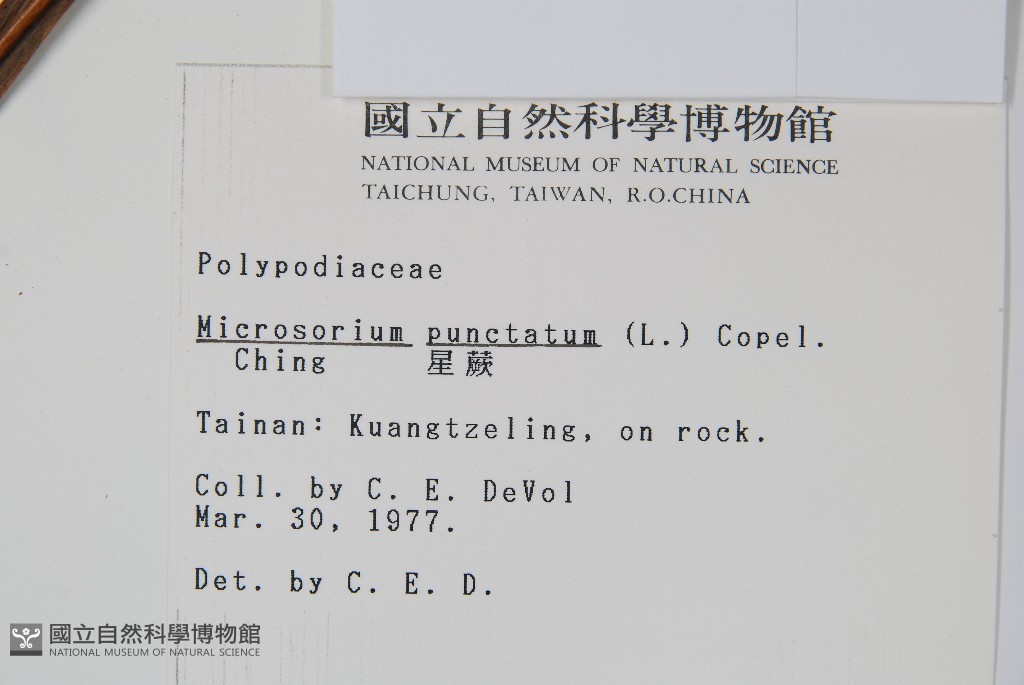 國立自然科學博物館
NATIONAL MUSEUM OF NATURAL SCIENCE
TAICHUNG, TAIWAN, R.O.CHINA
Polypodiaceae
Microsorium punctatum (L.) Copel.
Ching 星蕨
Tainan: Kuangtzeling, on rock.
Coll. by C. E. DeVol
Mar. 30, 1977.
Det. by C. E. D.
國立自然科學博物館
NATIONAL MUSEUM OF NATURAL SCIENCE